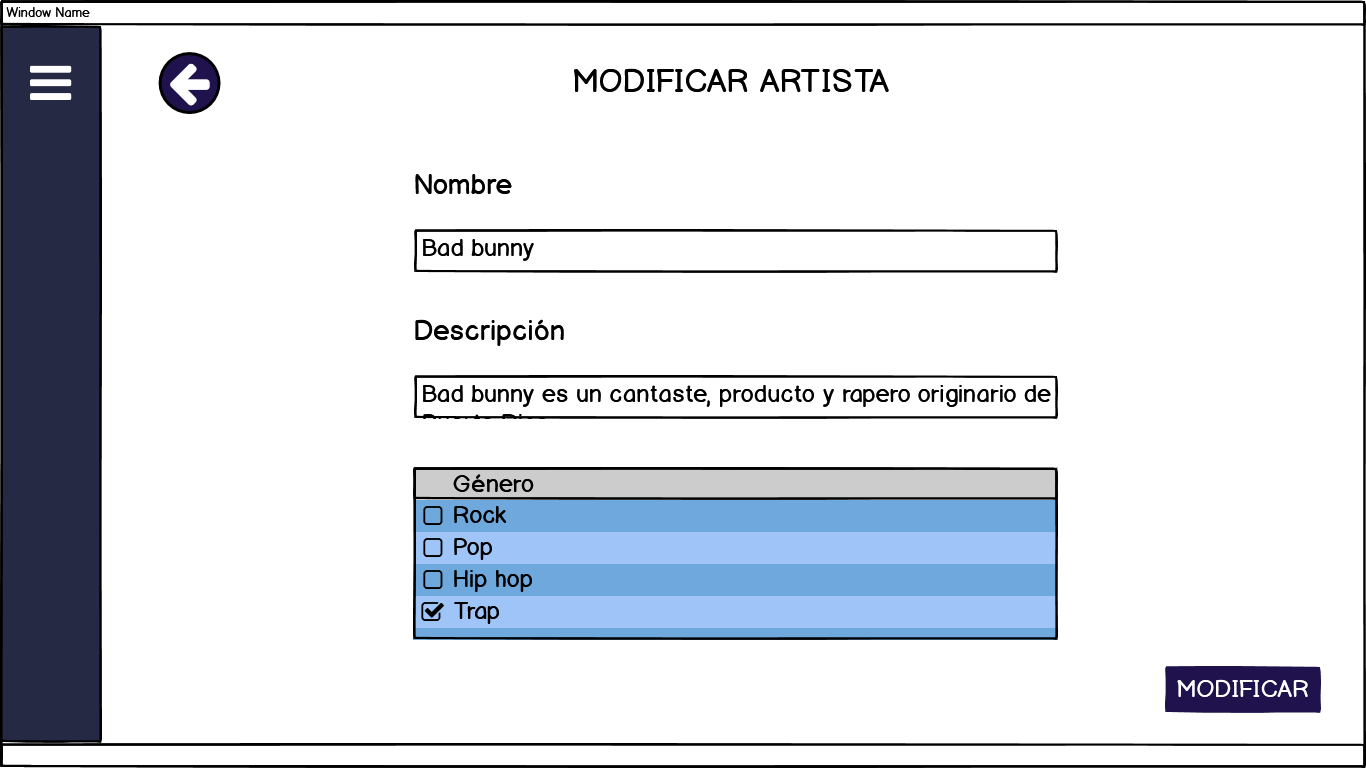 Window Name
MODIFICAR ARTISTA
Nombre
Bad bunny
Descripción
Bad bunny es un cantaste, producto y rapero originario de
Género
Rock
Pop
Hip hop
Trap
MODIFICAR